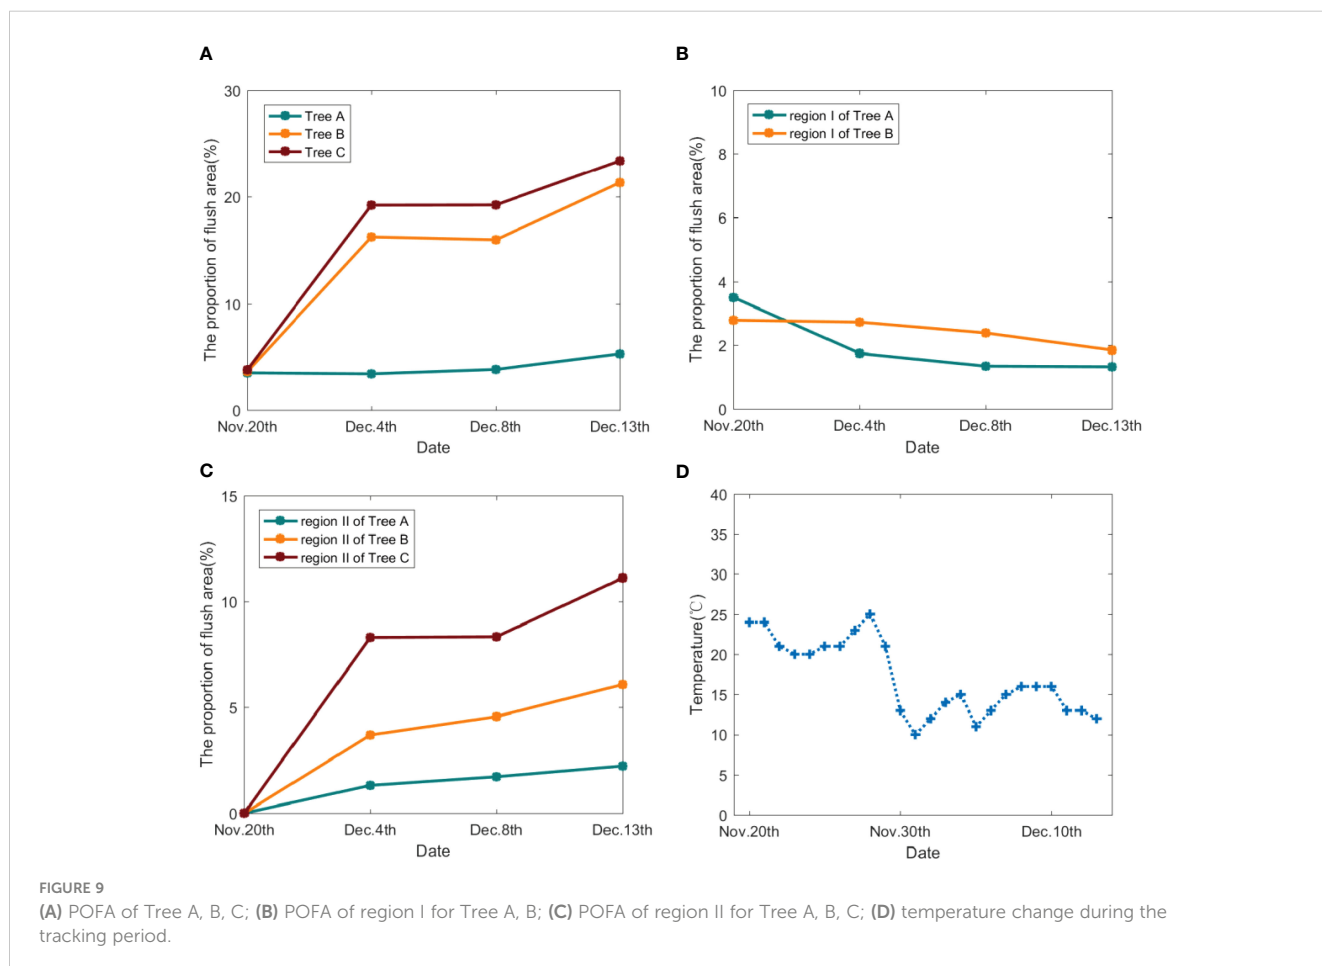 A
30
20
10
0
The proportion of flush area(%)
Tree A
Tree B
Tree C
Nov.20th Dec.4th Dec.8th Dec.13th
Date
B
10
8
6
4
2
0
The proportion of flush area(%)
region I of Tree A
region I of Tree B
Nov.20th Dec.4th Dec.8th Dec.13th
Date
C
15
10
5
0
The proportion of flush area(%)
region II of Tree A
region II of Tree B
region II of Tree C
Nov.20th Dec.4th Dec.8th Dec.13th
Date
D
40
35
30
25
20
15
10
5
0
Temperature(℃)
Nov.20th Nov.30th Dec.10th
Date
FIGURE 9
(A) POFA of Tree A, B, C; (B) POFA of region I for Tree A, B; (C) POFA of region II for Tree A, B, C; (D) temperature change during the
tracking period.